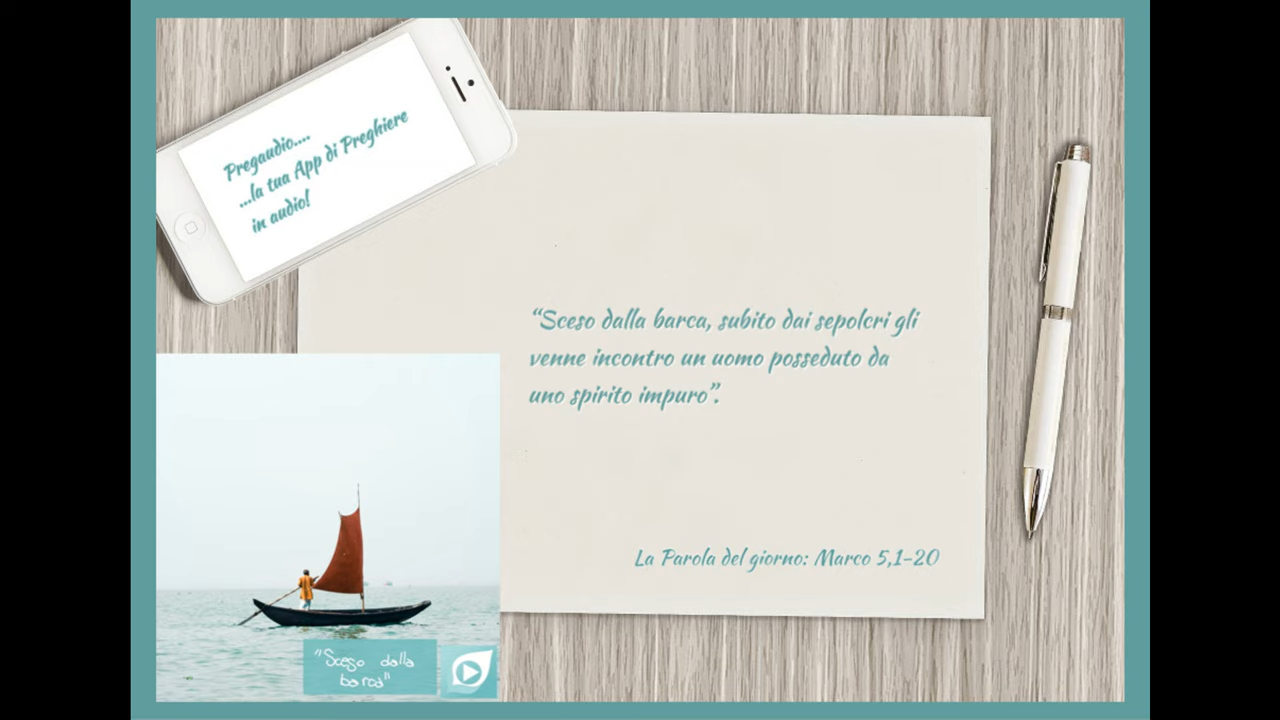 Pregaudio....
...la tua App di Preghiere
in audio!
“Sceso dalla barca, subito dai sepolcri gli
venne incontro un uomo posseduto da
uno spirito impuro”.
La Parola del giorno: Marco 5,1-20
"Sceso dalla
barca"